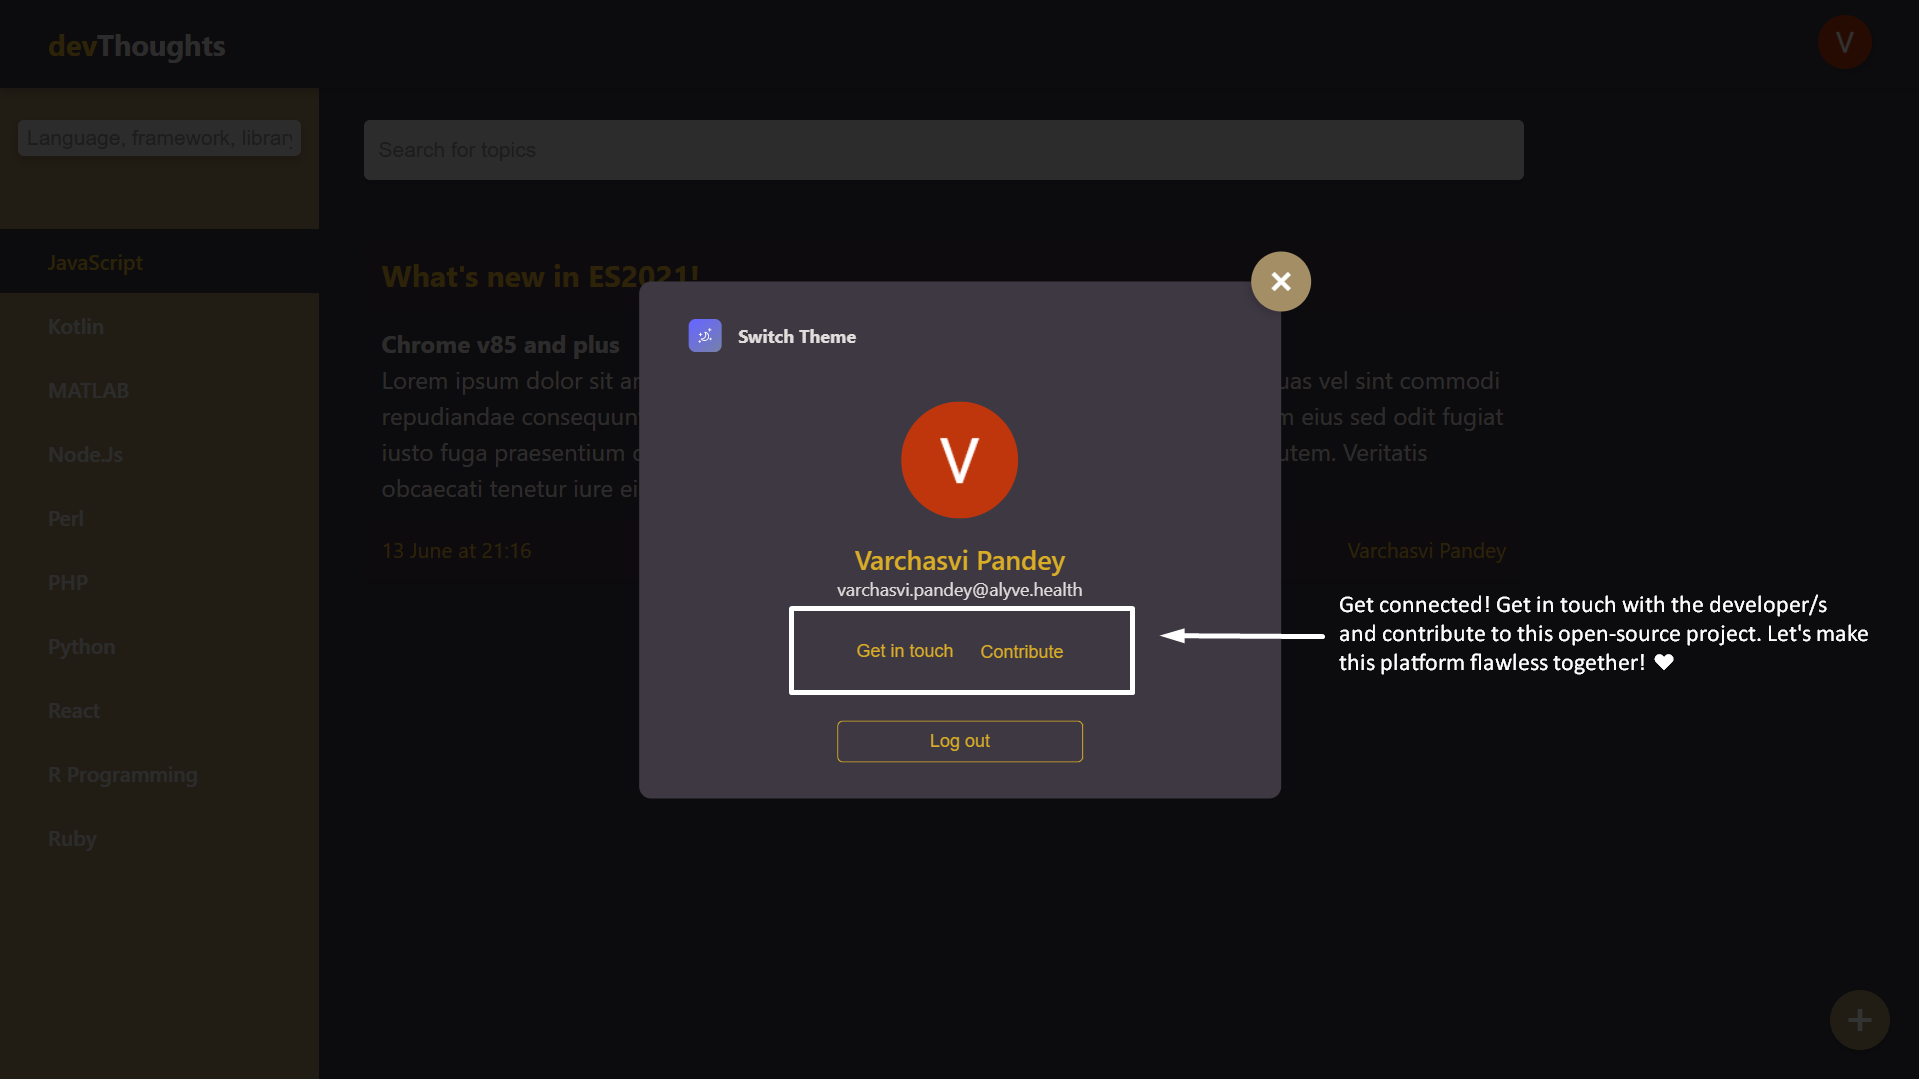 devThoughts
V
Language, framework, librar
Search for topics
JavaScript
Kotlin
MATLAB
Node.Js
Perl
PHP
Python
React
R Programming
Ruby
What's new in ES2021!
Chrome v85 and plus
Lorem ipsum dolor sit a
uas vel sint commodi
repudiandae consequun
eius sed odit fugiat
iusto fuga praesentium
utem. Veritatis
obcaecati tenetur iure ei
13 June at 21:16
Varchasvi Pandey
Switch Theme
V
Varchasvi Pandey
varchasvi.pandey@alyve.health
Get in touch Contribute
Log out
Get connected! Get in touch with the developer/s
and contribute to this open-source project. Let's make
this platform flawless together! ♥